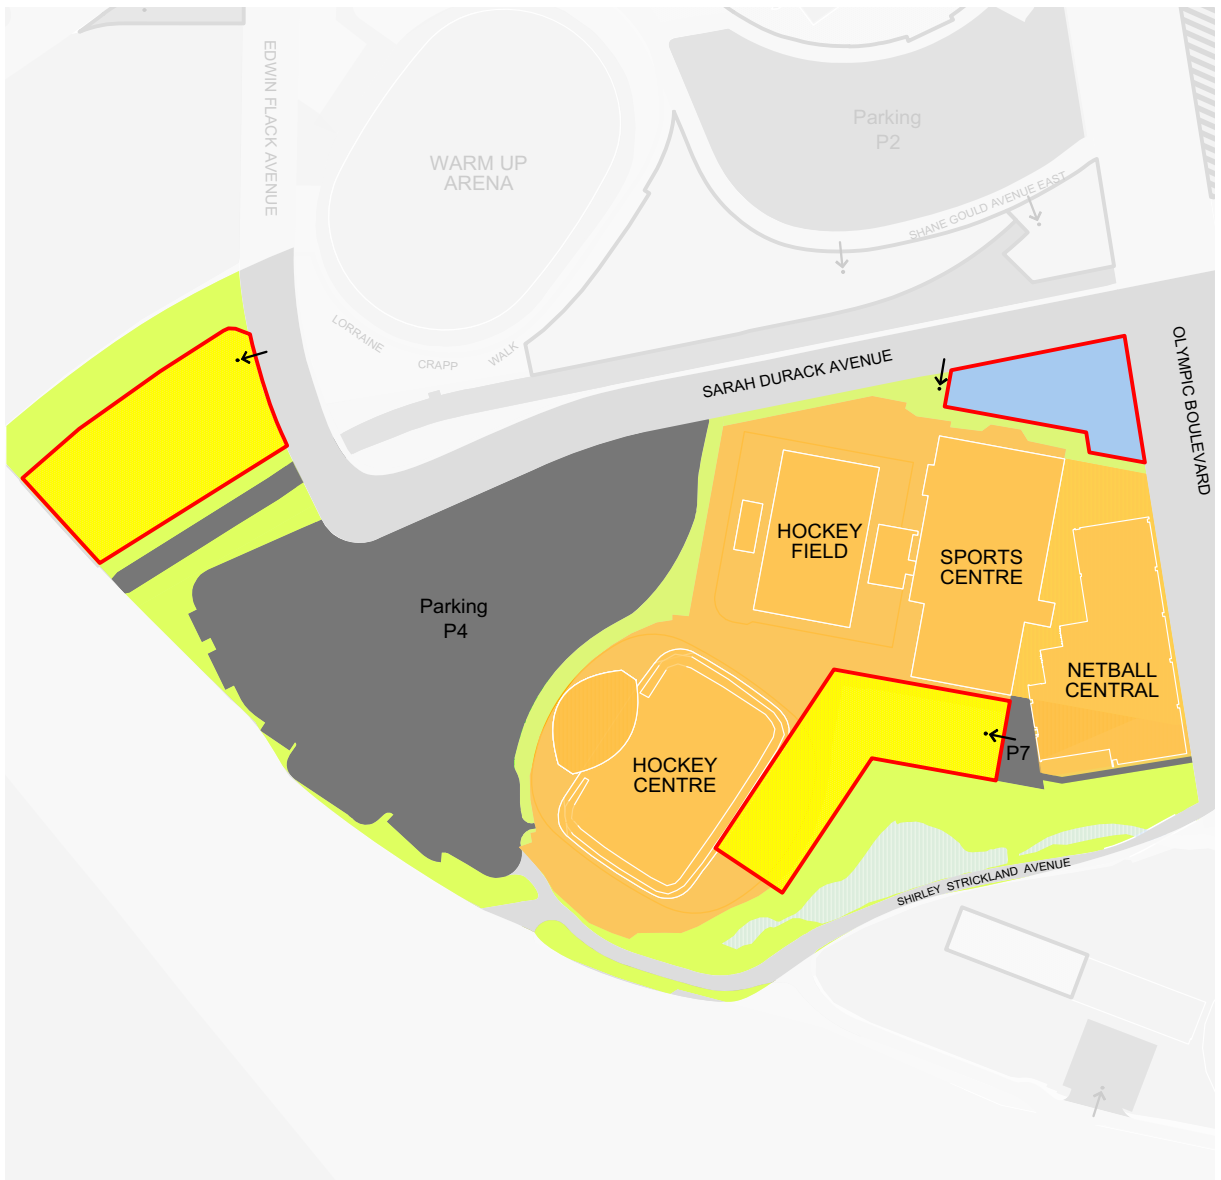 EDWIN FLACK AVENUE
WARM UP
ARENA
Parking
P2
SHANE GOULD AVENUE EAST
LORRAINE
CRAPP
WALK
SARAH DURACK AVENUE
OLYMPIC BOULEVARD
HOCKEY
FIELD
SPORTS
CENTRE
Parking
P4
NETBALL
CENTRAL
P7
HOCKEY
CENTRE
SHIRLEY STRICKLAND AVENUE